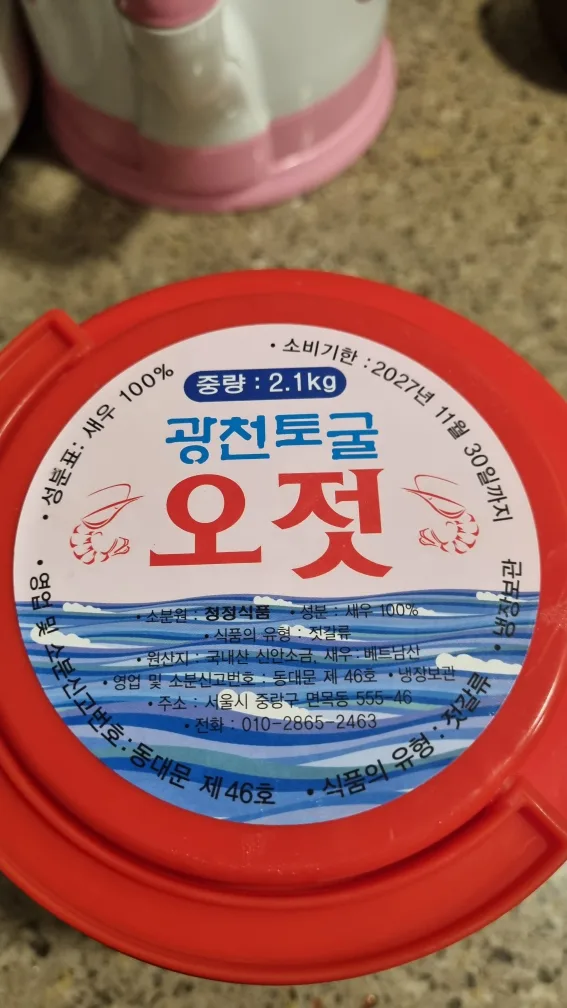 • 소비기한 : 2027년 11월 30일까지
• 성분표: 새우 100%
중량 : 2.1kg
광천토굴
오젓
• 소분원 : 청정식품 • 성분 : 새우 100%
• 식품의 유형 : 젓갈류
• 원산지 : 국내산 신안소금, 새우 : 베트남산
• 영업 및 소분신고번호 : 동대문 제 46호 • 냉장보관
• 주소 : 서울시 중랑구 면목동 555-46
• 전화 : 010-2865-2463
• 영업 및 소분신고번호 : 동대문 제46호
• 식품의 유형 : 젓갈류
• 냉장보관